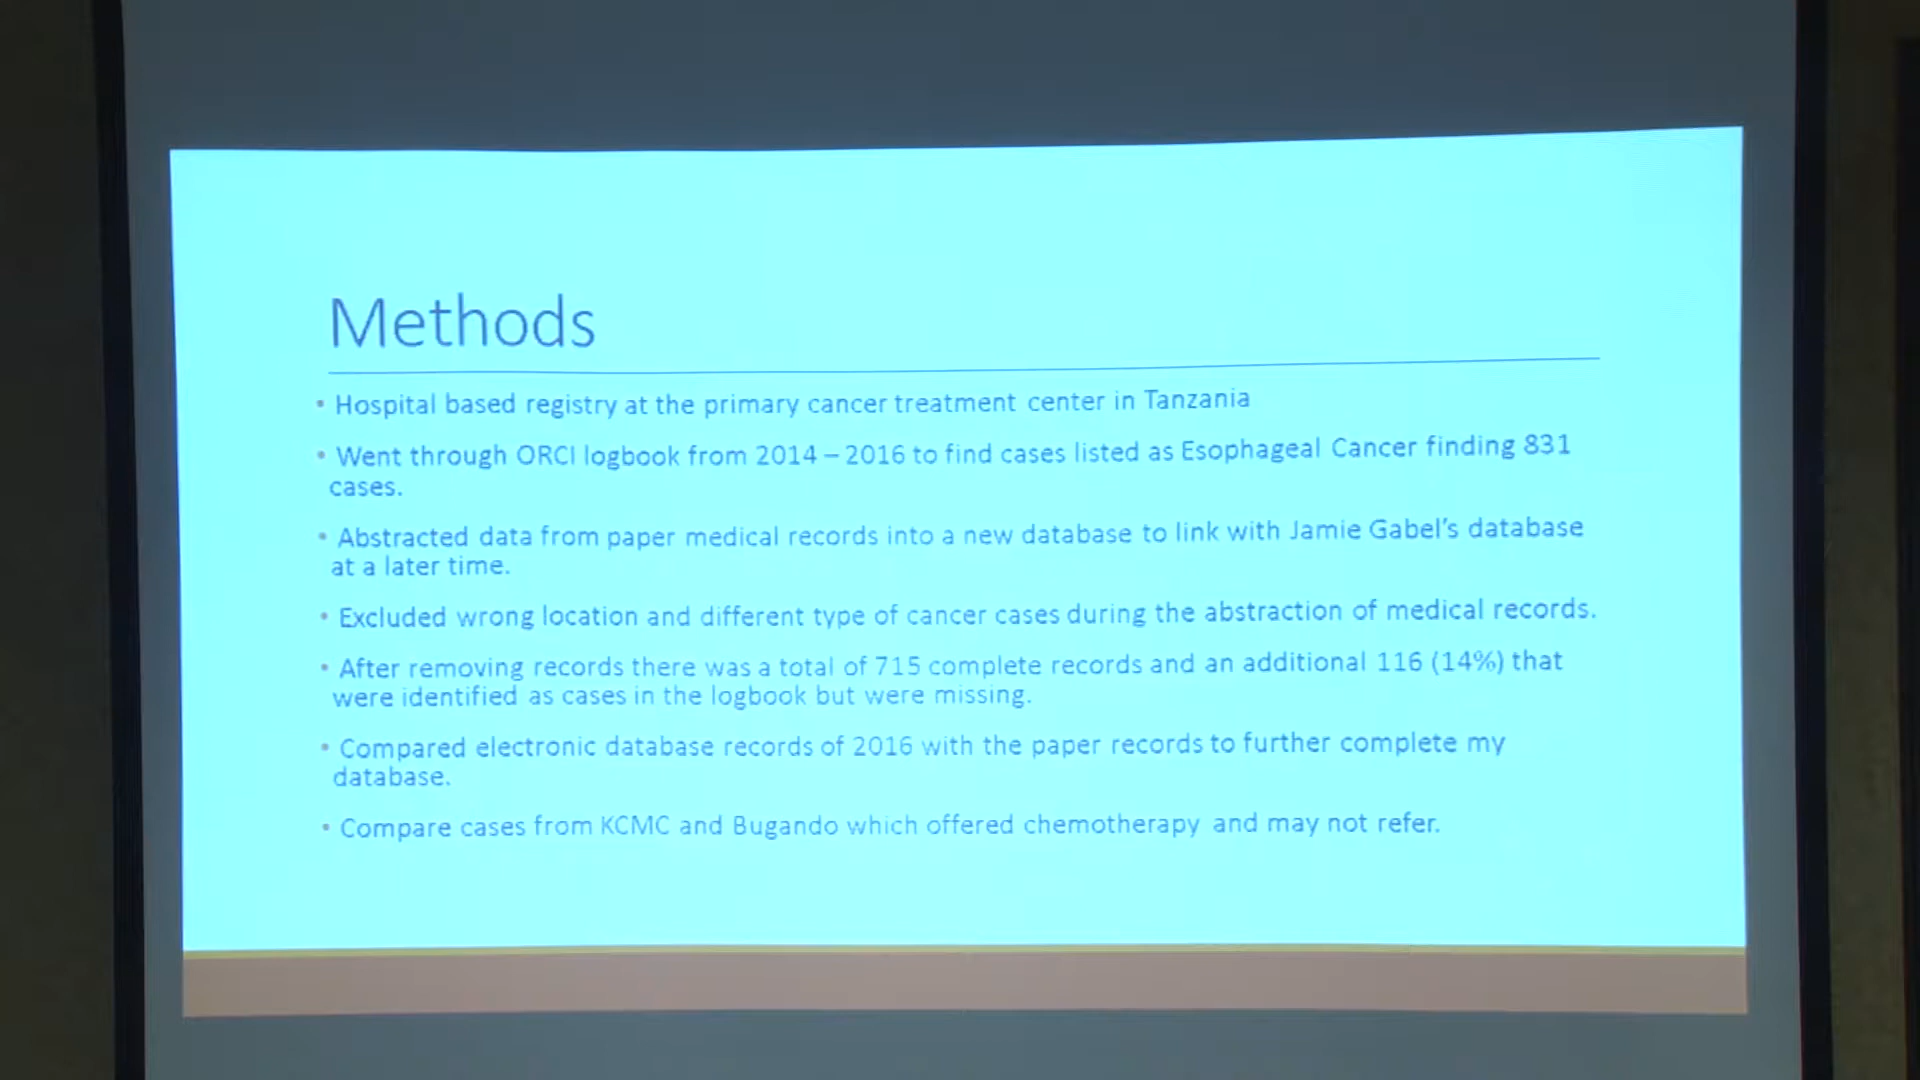 Methods
• Hospital based registry at the primary cancer treatment center in Tanzania
• Went through ORCI logbook from 2014 – 2016 to find cases listed as Esophageal Cancer finding 831
cases.
• Abstracted data from paper medical records into a new database to link with Jamie Gabel's database
at a later time.
• Excluded wrong location and different type of cancer cases during the abstraction of medical records.
• After removing records there was a total of 715 complete records and an additional 116 (14%) that
were identified as cases in the logbook but were missing.
• Compared electronic database records of 2016 with the paper records to further complete my
database.
• Compare cases from KCMC and Bugando which offered chemotherapy and may not refer.